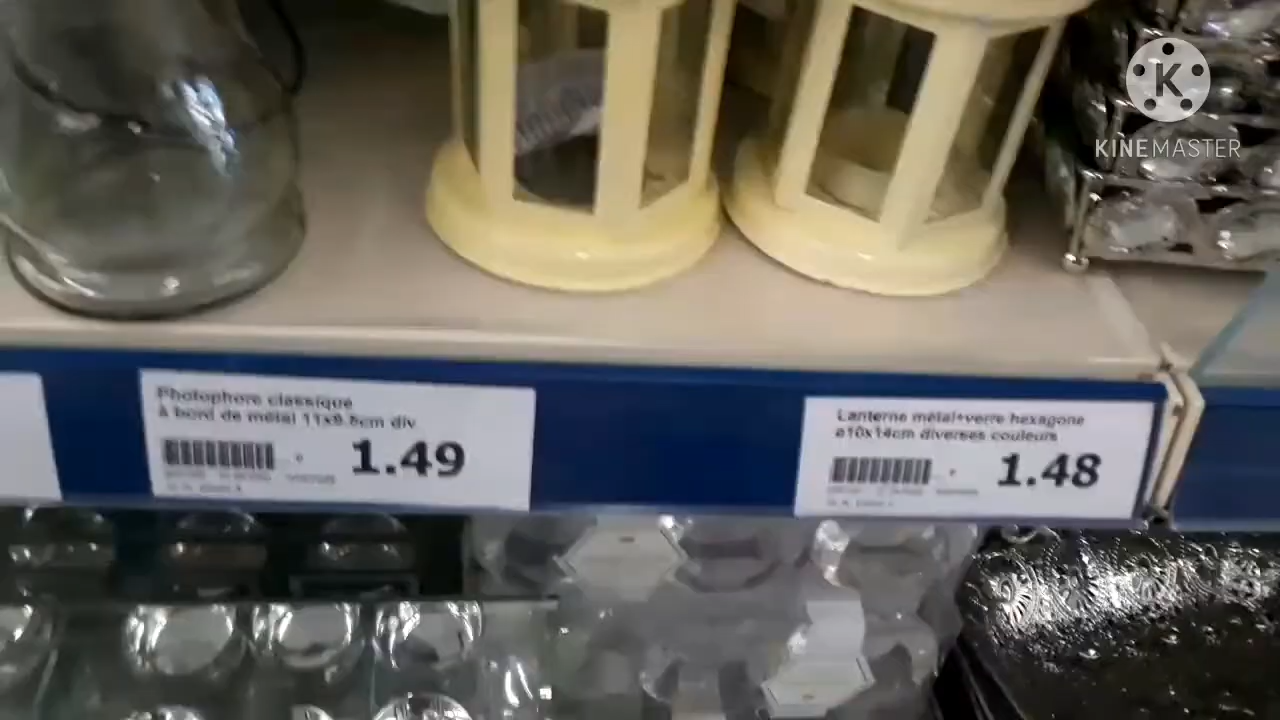 K
KINEMASTER
Photophore classique
à bord de métal 11x9.5cm div
1.49
Lanterne métal+verre hexagone
ø10x14cm diverses couleurs
1.48